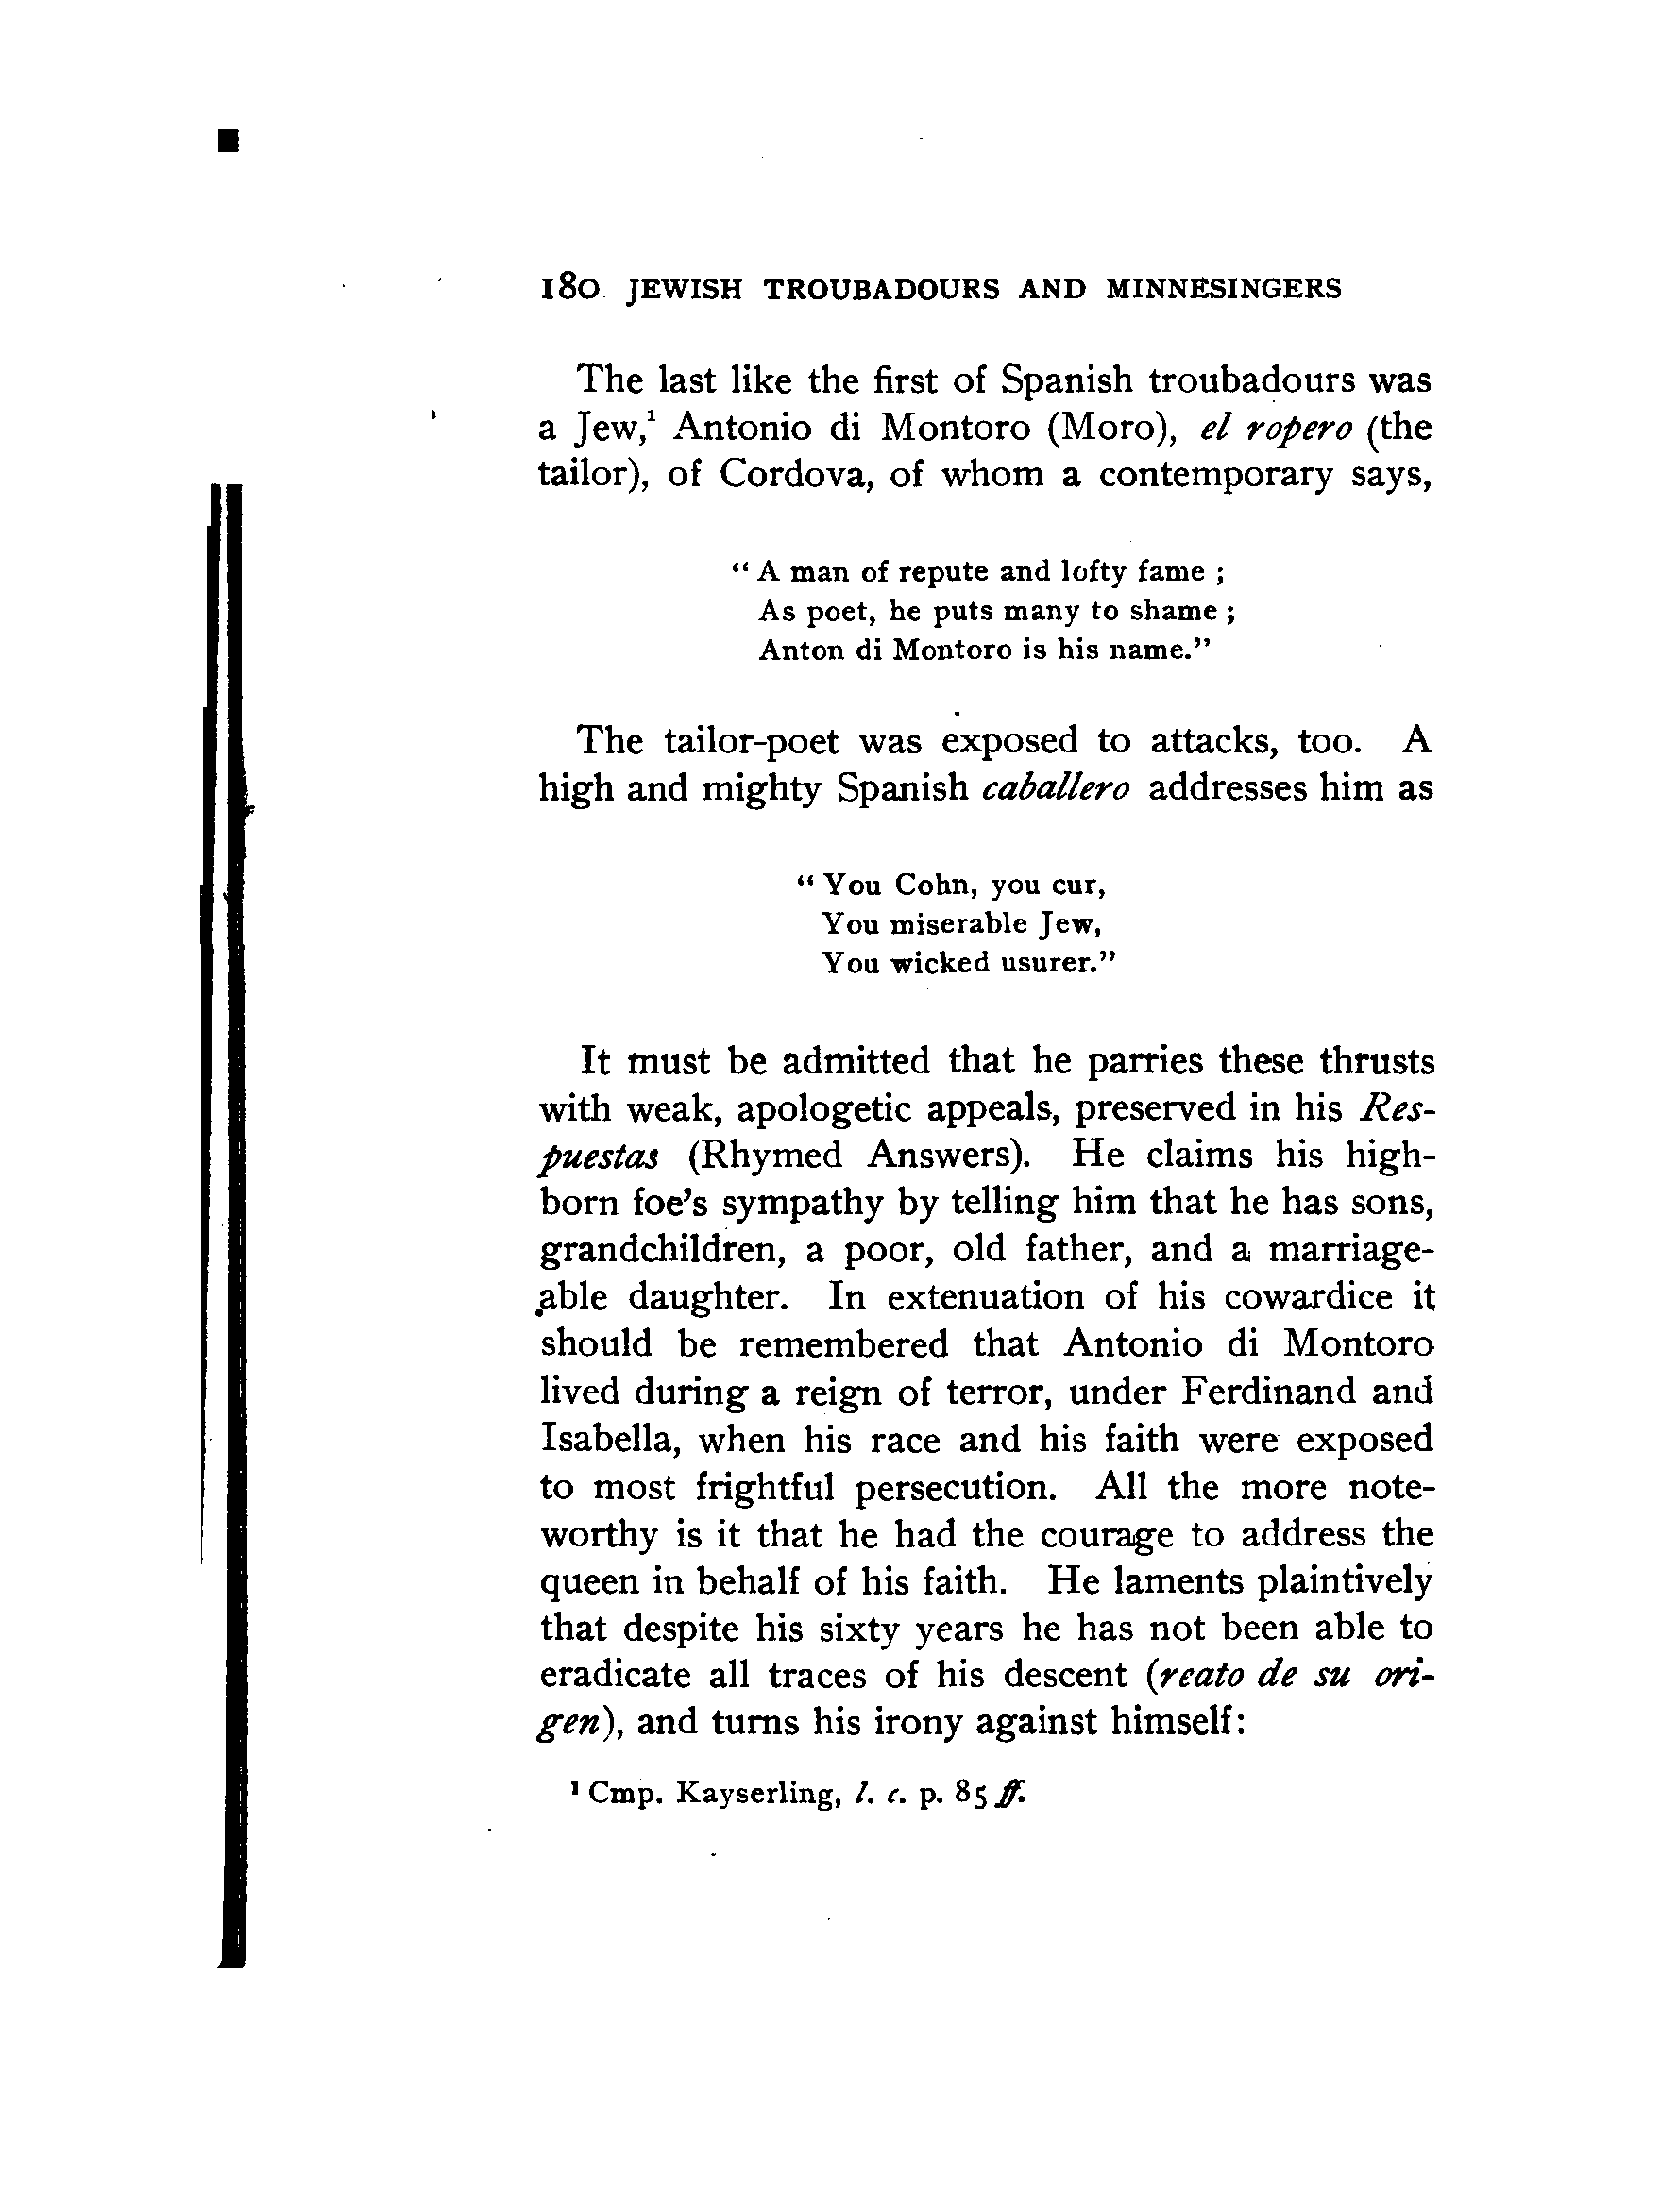 180 JEWISH TROUBADOURS AND MINNESINGERS
The last like the first of Spanish troubadours was
a Jew,¹ Antonio di Montoro (Moro), el ropero (the
tailor), of Cordova, of whom a contemporary says,
“ A man of repute and lofty fame ;
As poet, he puts many to shame ;
Anton di Montoro is his name.”
The tailor-poet was exposed to attacks, too. A
high and mighty Spanish caballero addresses him as
“ You Cohn, you cur,
You miserable Jew,
You wicked usurer.”
It must be admitted that he parries these thrusts
with weak, apologetic appeals, preserved in his Res-
puestas (Rhymed Answers). He claims his high-
born foe’s sympathy by telling him that he has sons,
grandchildren, a poor, old father, and a marriage-
able daughter. In extenuation of his cowardice it
should be remembered that Antonio di Montoro
lived during a reign of terror, under Ferdinand and
Isabella, when his race and his faith were exposed
to most frightful persecution. All the more note-
worthy is it that he had the courage to address the
queen in behalf of his faith. He laments plaintively
that despite his sixty years he has not been able to
eradicate all traces of his descent (reato de su ori-
gen), and turns his irony against himself:
¹ Cmp. Kayserling, l. c. p. 85 ff.